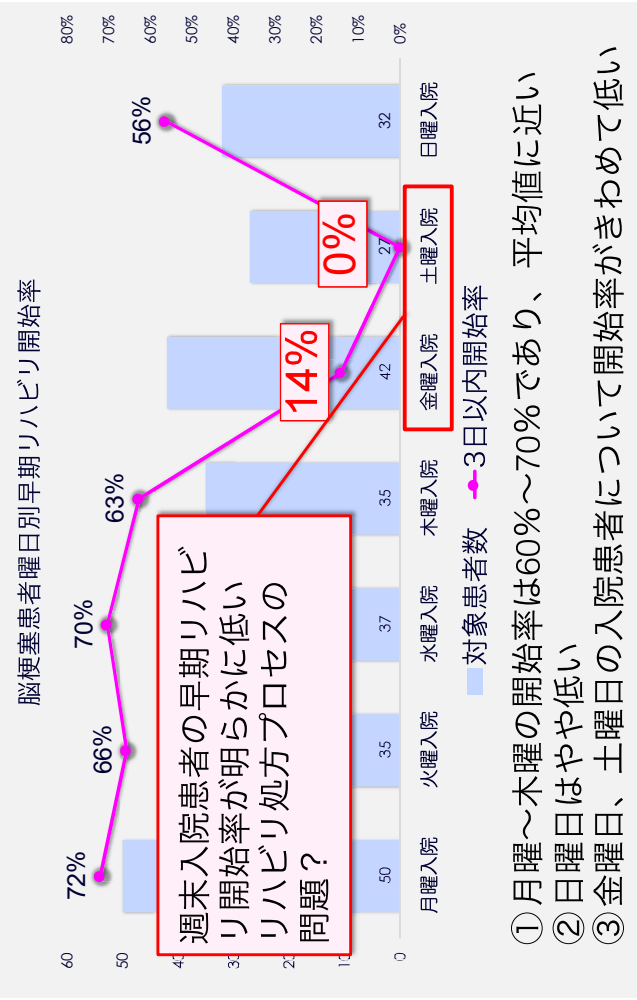 脳梗塞患者曜日別早期リハビリ開始率
60
50
0
80%
70%
60%
50%
40%
30%
20%
10%
0%
72%
66%
70%
63%
14%
0%
56%
50
35
37
35
42
27
32
月曜入院
火曜入院
水曜入院
木曜入院
金曜入院
土曜入院
日曜入院
週末入院患者の早期リハビ
リ開始率が明らかに低い
リハビリ処方プロセスの
問題？
対象患者数
3日以内開始率
① 月曜～木曜の開始率は60%～70%であり、平均値に近い
② 日曜日はやや低い
③ 金曜日、土曜日の入院患者について開始率がきわめて低い